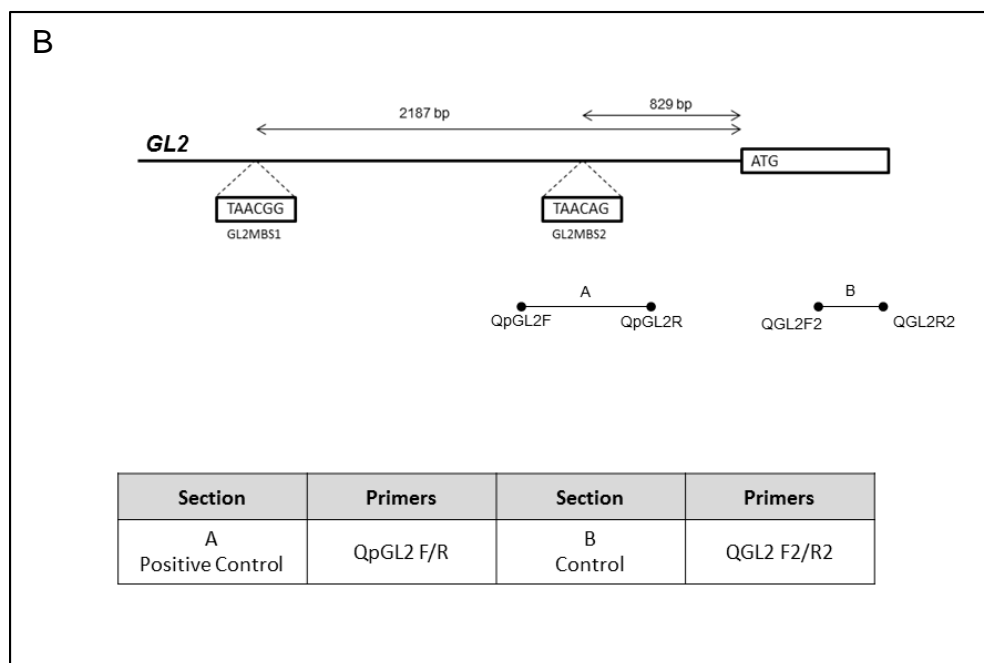 B
829 bp
2187 bp
GL2
ATG
TAACGG
TAACAG
GL2MBS1
GL2MBS2
A
B
QpGL2F
QpGL2R
QGL2F2
QGL2R2
Section Primers Section Primers
A
Positive Control
QpGL2 F/R
B
Control
QGL2 F2/R2